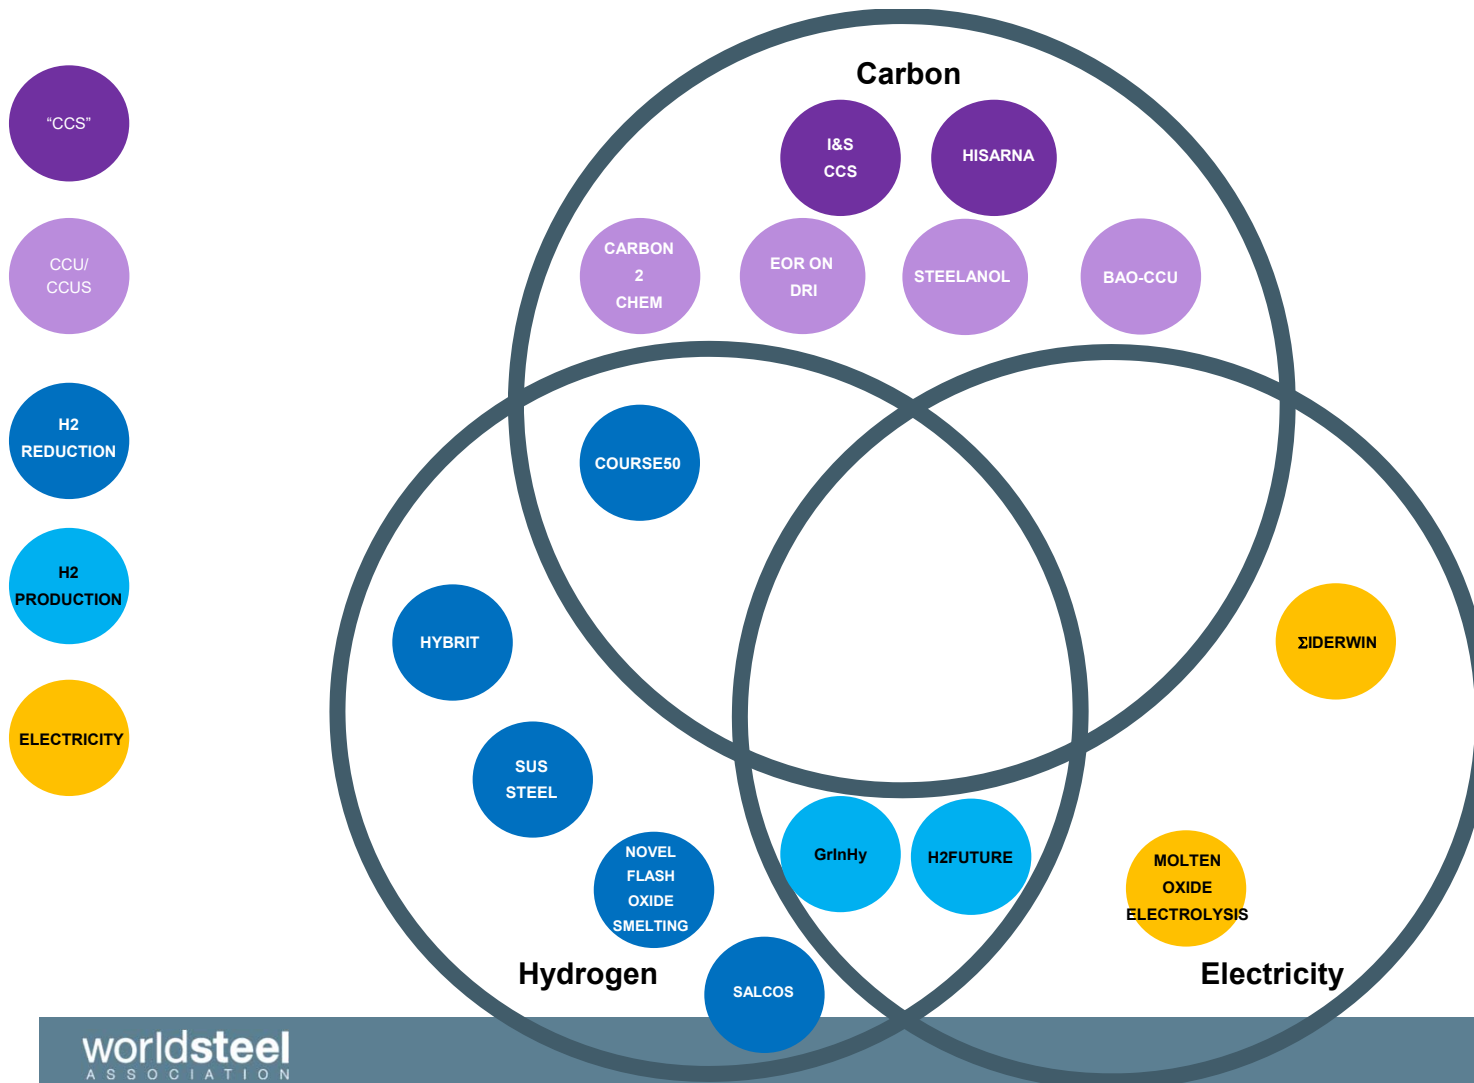 Carbon
"CCS"
I&S
CCS
HISARNA
CCU/
CCUS
CARBON
2
CHEM
EOR ON
DRI
STEELANOL
BAO-CCU
H2
REDUCTION
COURSE50
H2
PRODUCTION
HYBRIT
ΣIDERWIN
ELECTRICITY
SUS
STEEL
GrInHy
H2FUTURE
NOVEL
FLASH
OXIDE
SMELTING
MOLTEN
OXIDE
ELECTROLYSIS
Hydrogen
Electricity
SALCOS
worldsteel
ASSOCIATION